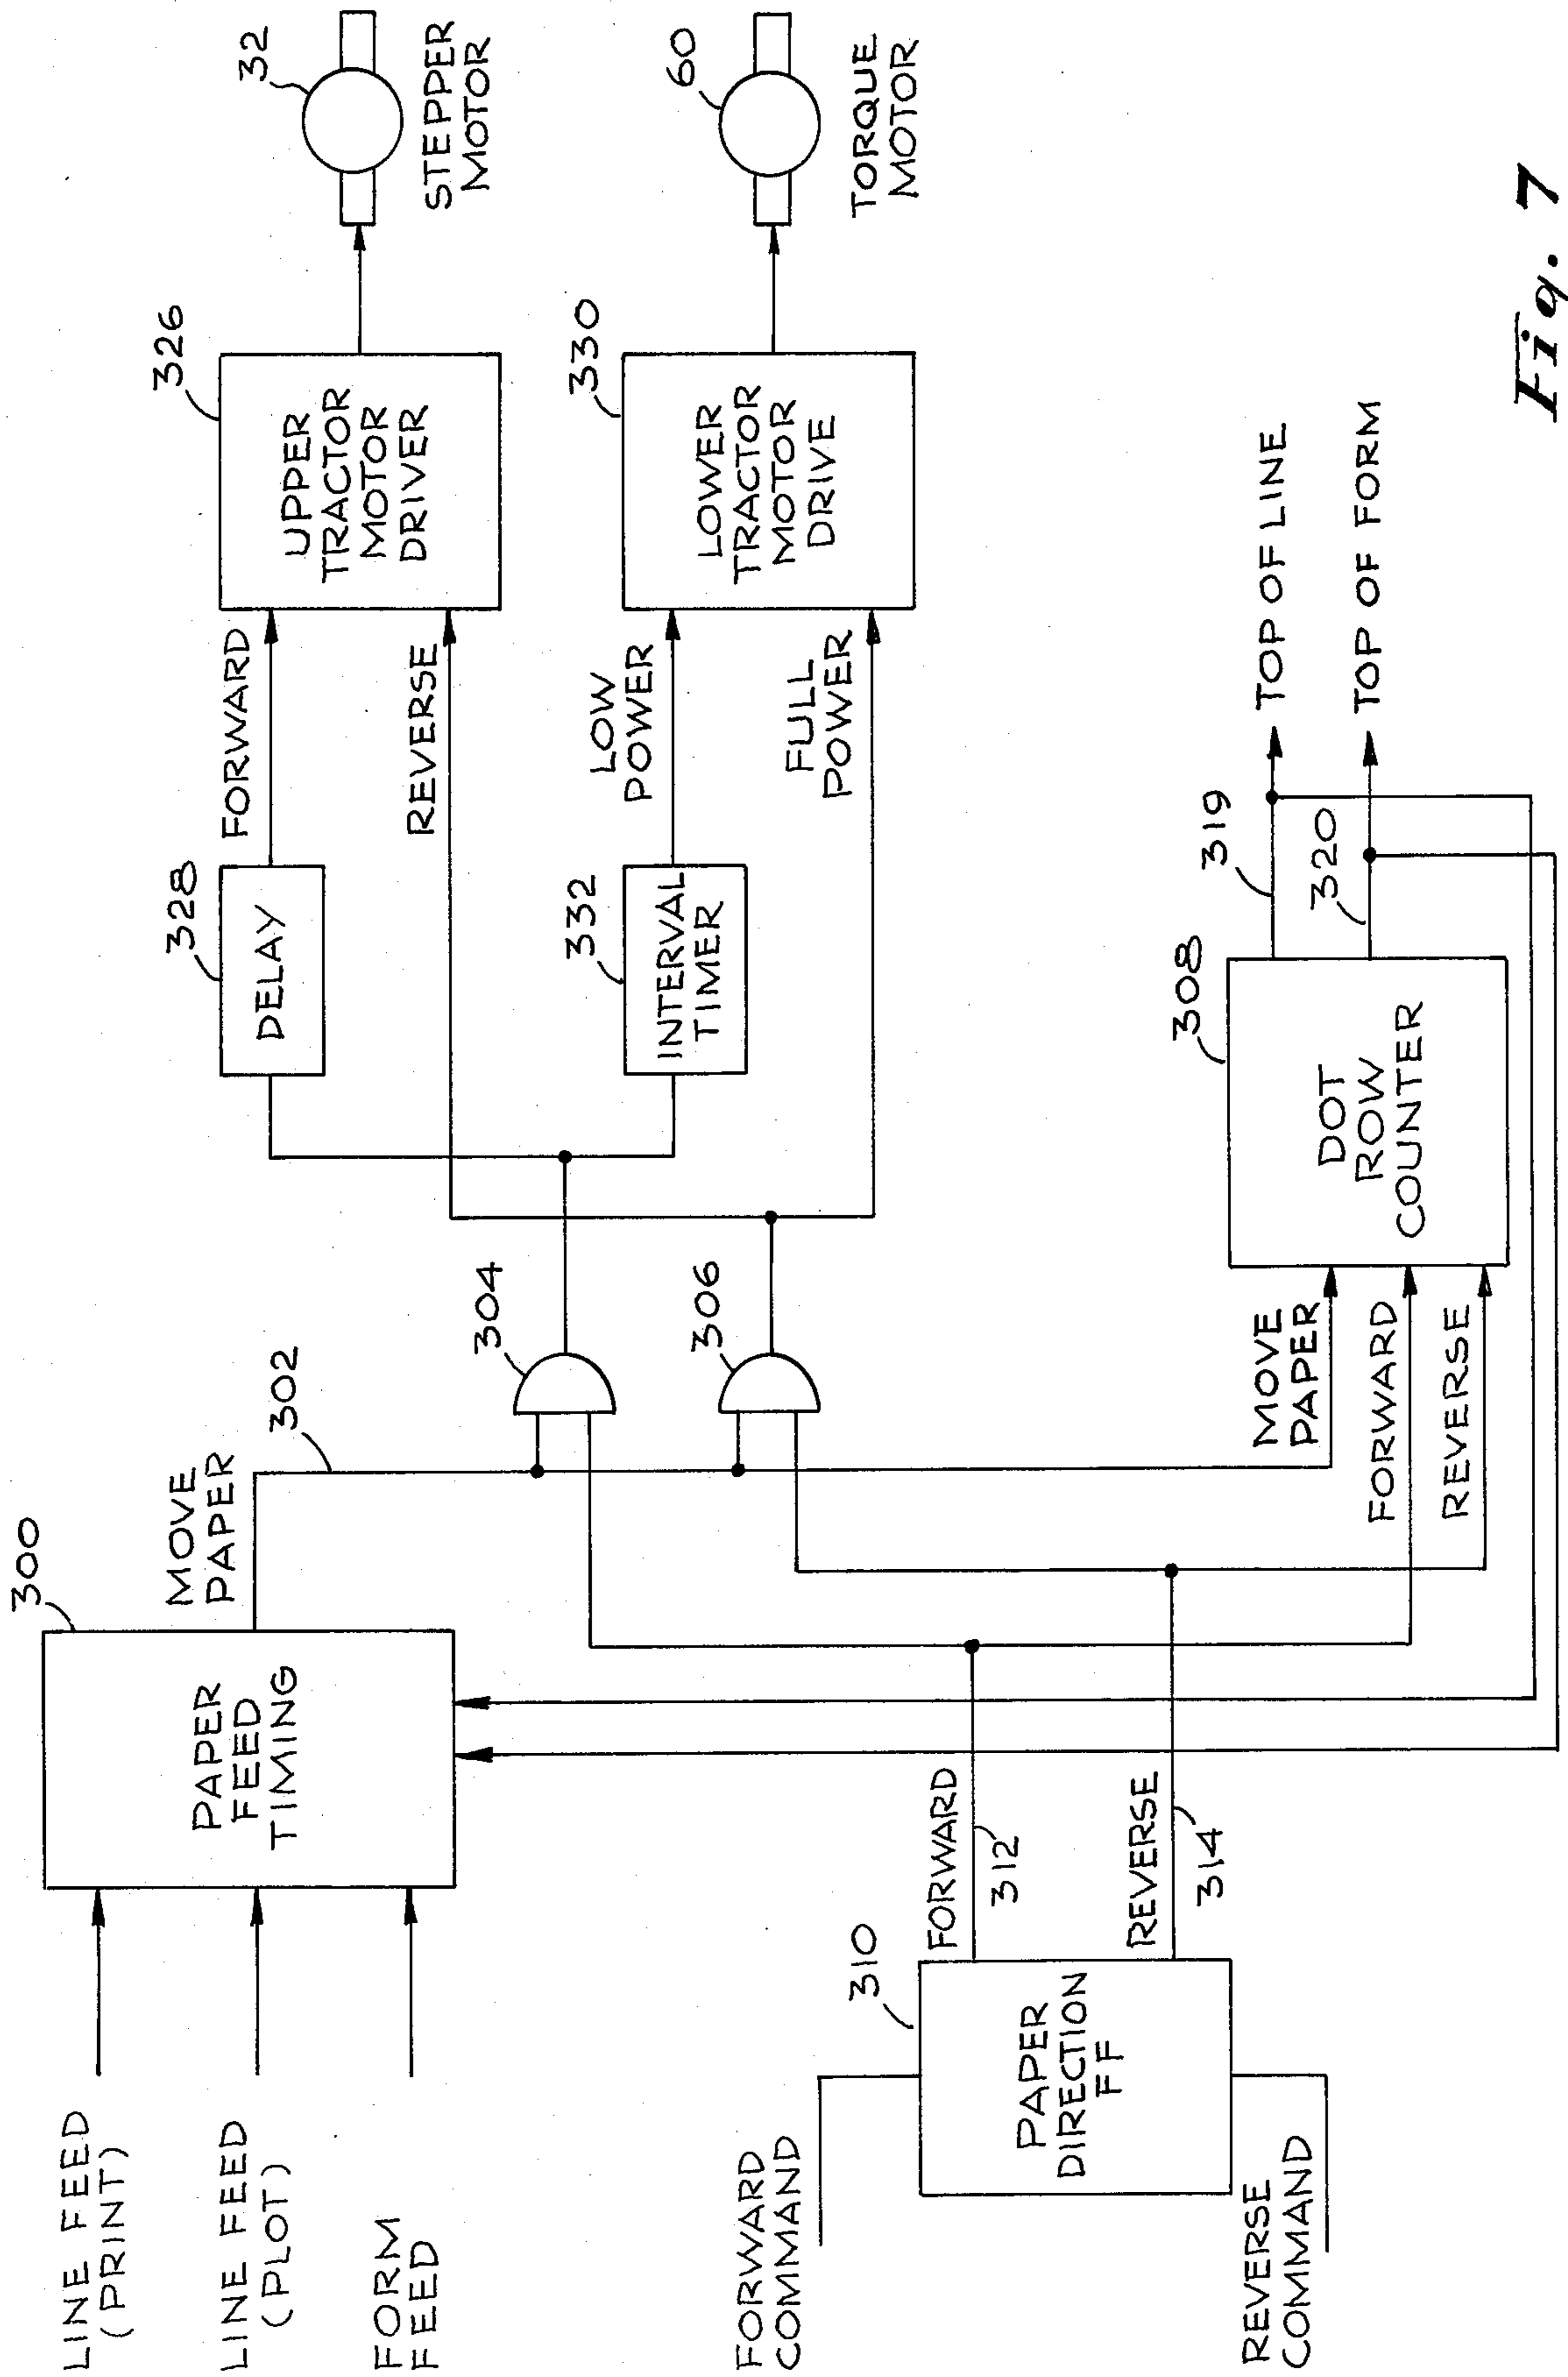 LINE FEED
(PRINT)
LINE FEED
(PLOT)
FORM
FEED
300
PAPER
FEED
TIMING
MOVE
PAPER
302
304
306
328
DELAY
FORWARD
REVERSE
326
UPPER
TRACTOR
MOTOR
DRIVER
32
STEPPER
MOTOR
332
INTERVAL
TIMER
LOW
POWER
FULL
POWER
330
LOWER
TRACTOR
MOTOR
DRIVE
60
TORQUE
MOTOR
FORWARD
COMMAND
REVERSE
COMMAND
310
PAPER
DIRECTION
FF
FORWARD
312
REVERSE
314
MOVE
PAPER
FORWARD
REVERSE
308
DOT
ROW
COUNTER
319
320
TOP OF LINE
TOP OF FORM
Fig. 7